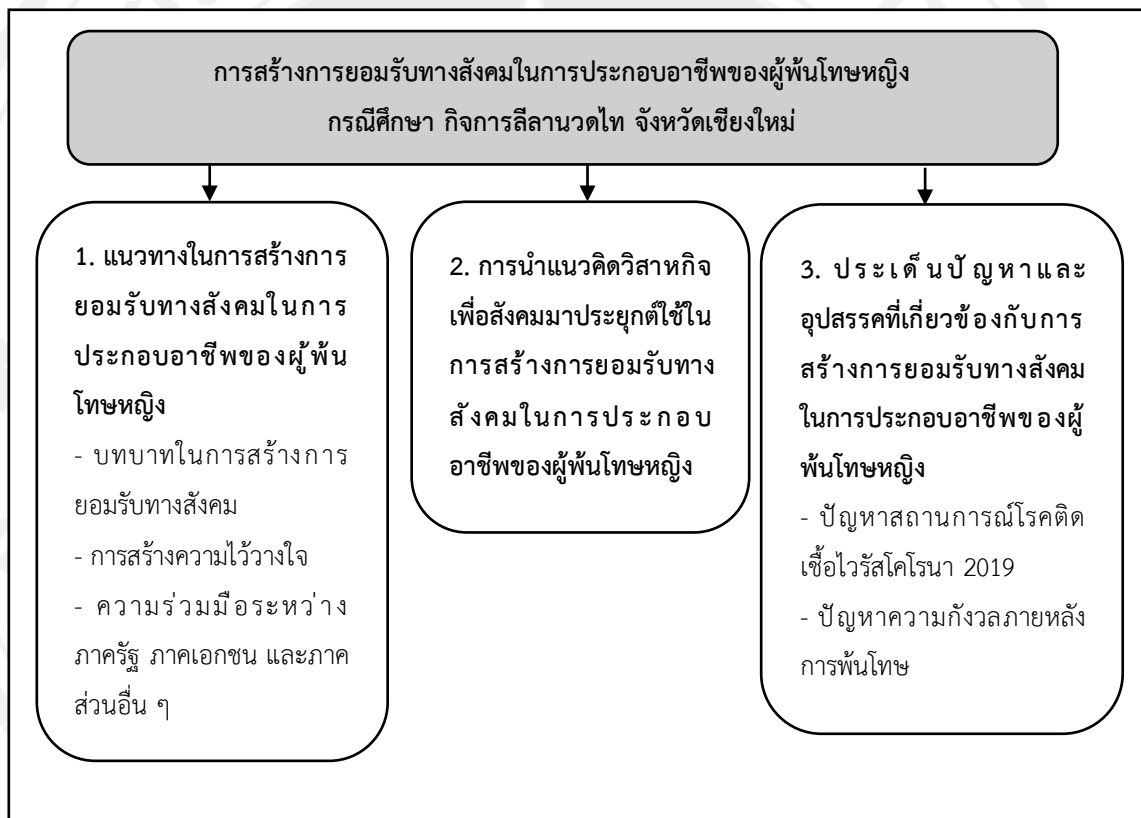 การสร้างการยอมรับทางสังคมในการประกอบอาชีพของผู้พ้นโทษหญิง
กรณีศึกษา กิจการลีลานวดไท จังหวัดเชียงใหม่
1. แนวทางในการสร้างการ
ยอมรับทางสังคมในการ
ประกอบอาชีพของผู้พ้น
โทษหญิง
- บทบาทในการสร้างการ
ยอมรับทางสังคม
- การสร้างความไว้วางใจ
- ความร่วมมือระหว่าง
ภาครัฐ ภาคเอกชน และภาค
ส่วนอื่น ๆ
2. การนำแนวคิดวิสาหกิจ
เพื่อสังคมมาประยุกต์ใช้ใน
การสร้างการยอมรับทาง
สังคมในการประกอบ
อาชีพของผู้พ้นโทษหญิง
3. ประเด็นปัญหาและ
อุปสรรคที่เกี่ยวข้องกับการ
สร้างการยอมรับทางสังคม
ในการประกอบอาชีพของผู้
พ้นโทษหญิง
- ปัญหาสถานการณ์โรคติด
เชื้อไวรัสโคโรนา 2019
- ปัญหาความกังวลภายหลัง
การพ้นโทษ